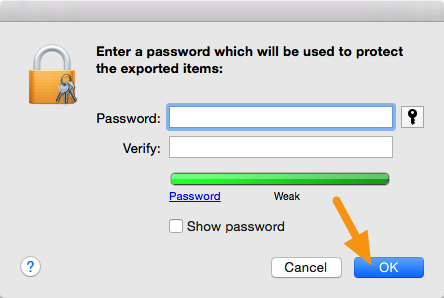 Enter a password which will be used to protect
the exported items:
Password:
Verify:
Password Weak
Show password
? Cancel OK